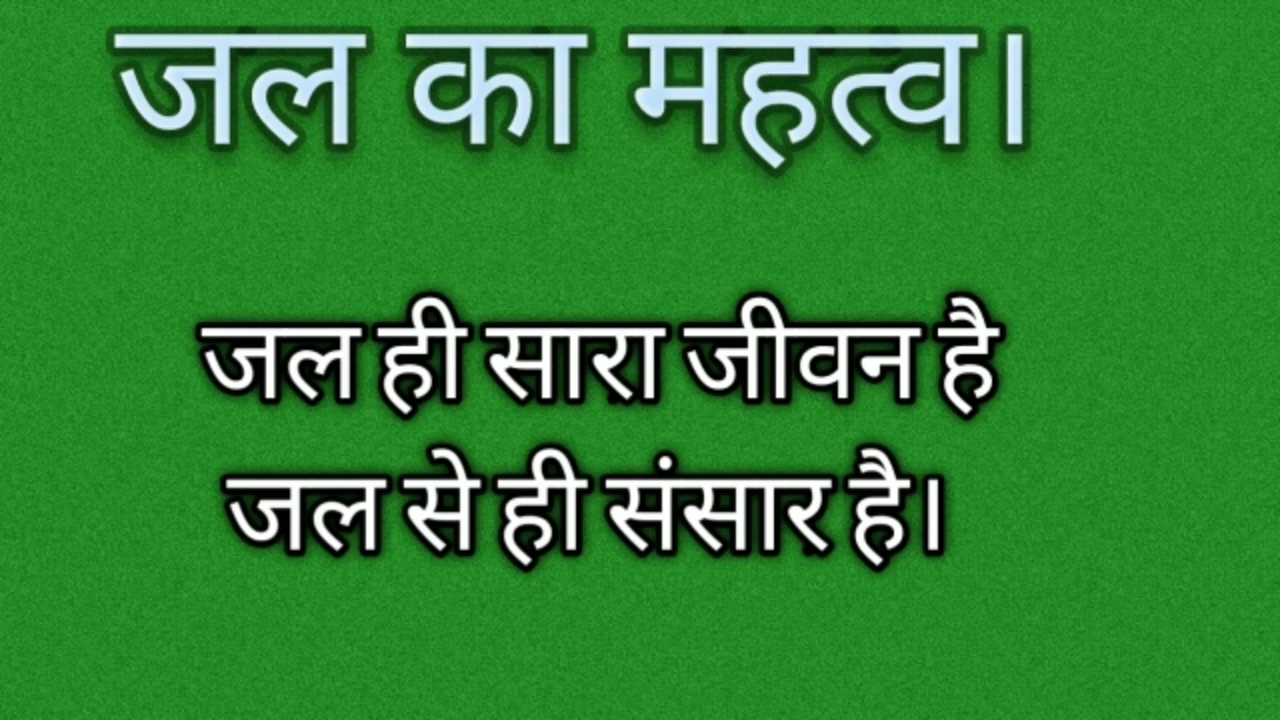 जल का महत्व।
जल ही सारा जीवन है
जल से ही संसार है।